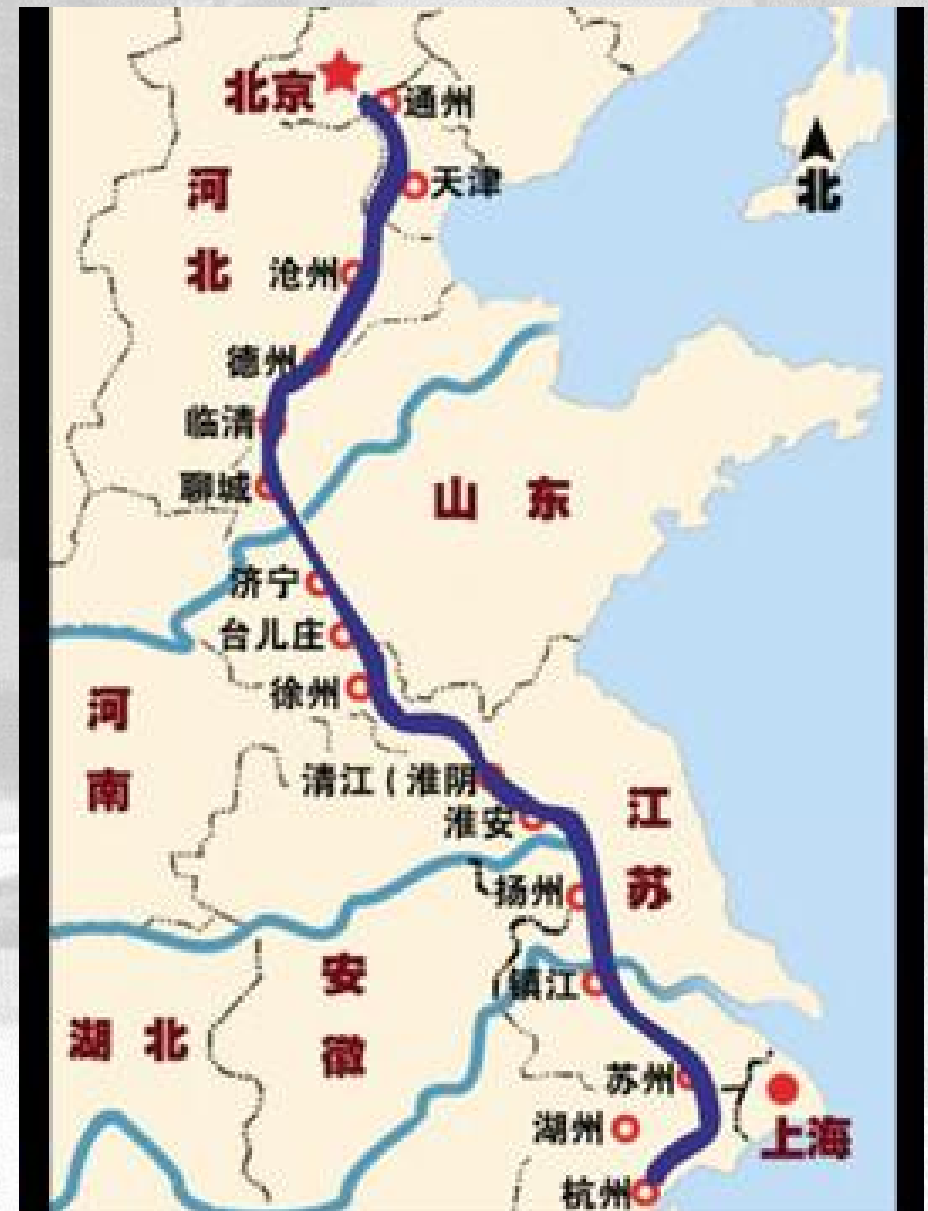 北京
通州
北
天津
河北
沧州
德州
临清
聊城
山东
济宁
台儿庄
徐州
河南
清江(淮阴
淮安
江苏
扬州
安徽
镇江
湖北
苏州
湖州
上海
杭州